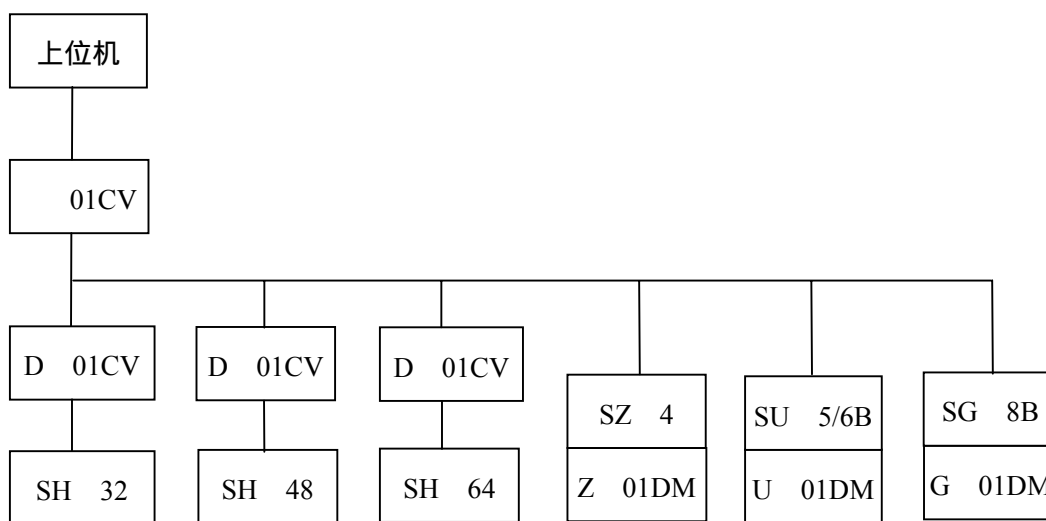 上位机
01CV
D 01CV
D 01CV
D 01CV
SZ 4
SU 5/6B
SG 8B
SH 32
SH 48
SH 64
Z 01DM
U 01DM
G 01DM